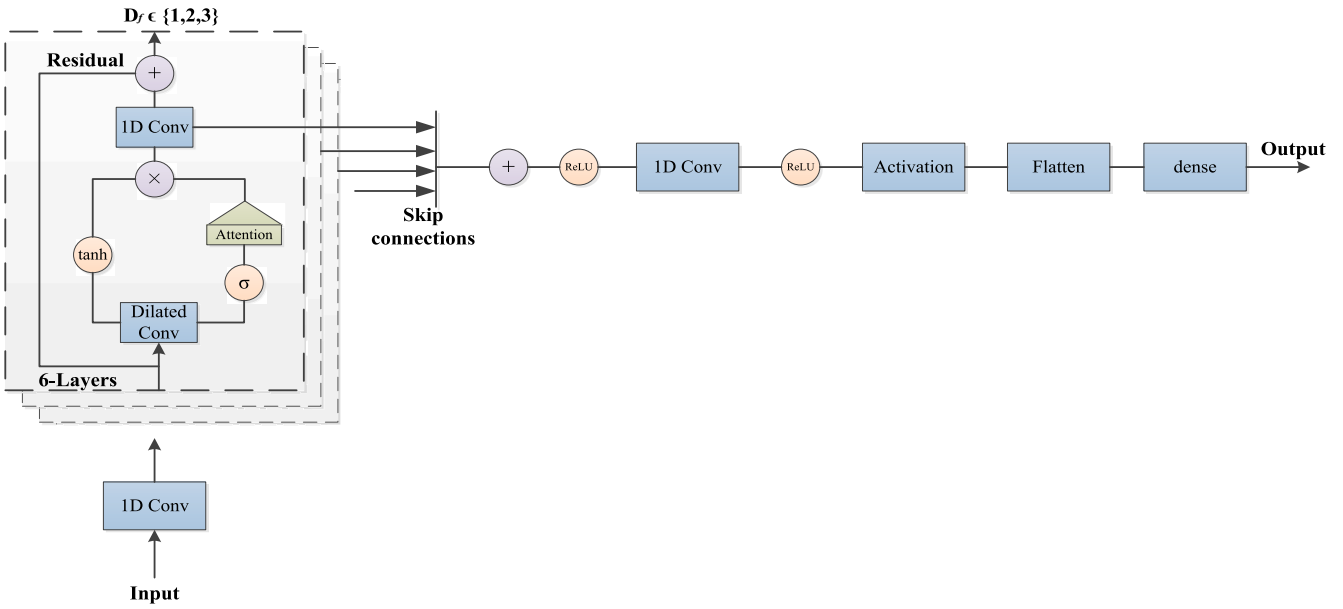 Df ϵ {1,2,3}
Residual
+
1D Conv
×
Attention
tanh
σ
Dilated
Conv
6-Layers
1D Conv
Input
Skip
connections
+
ReLU
1D Conv
ReLU
Activation
Flatten
dense
Output